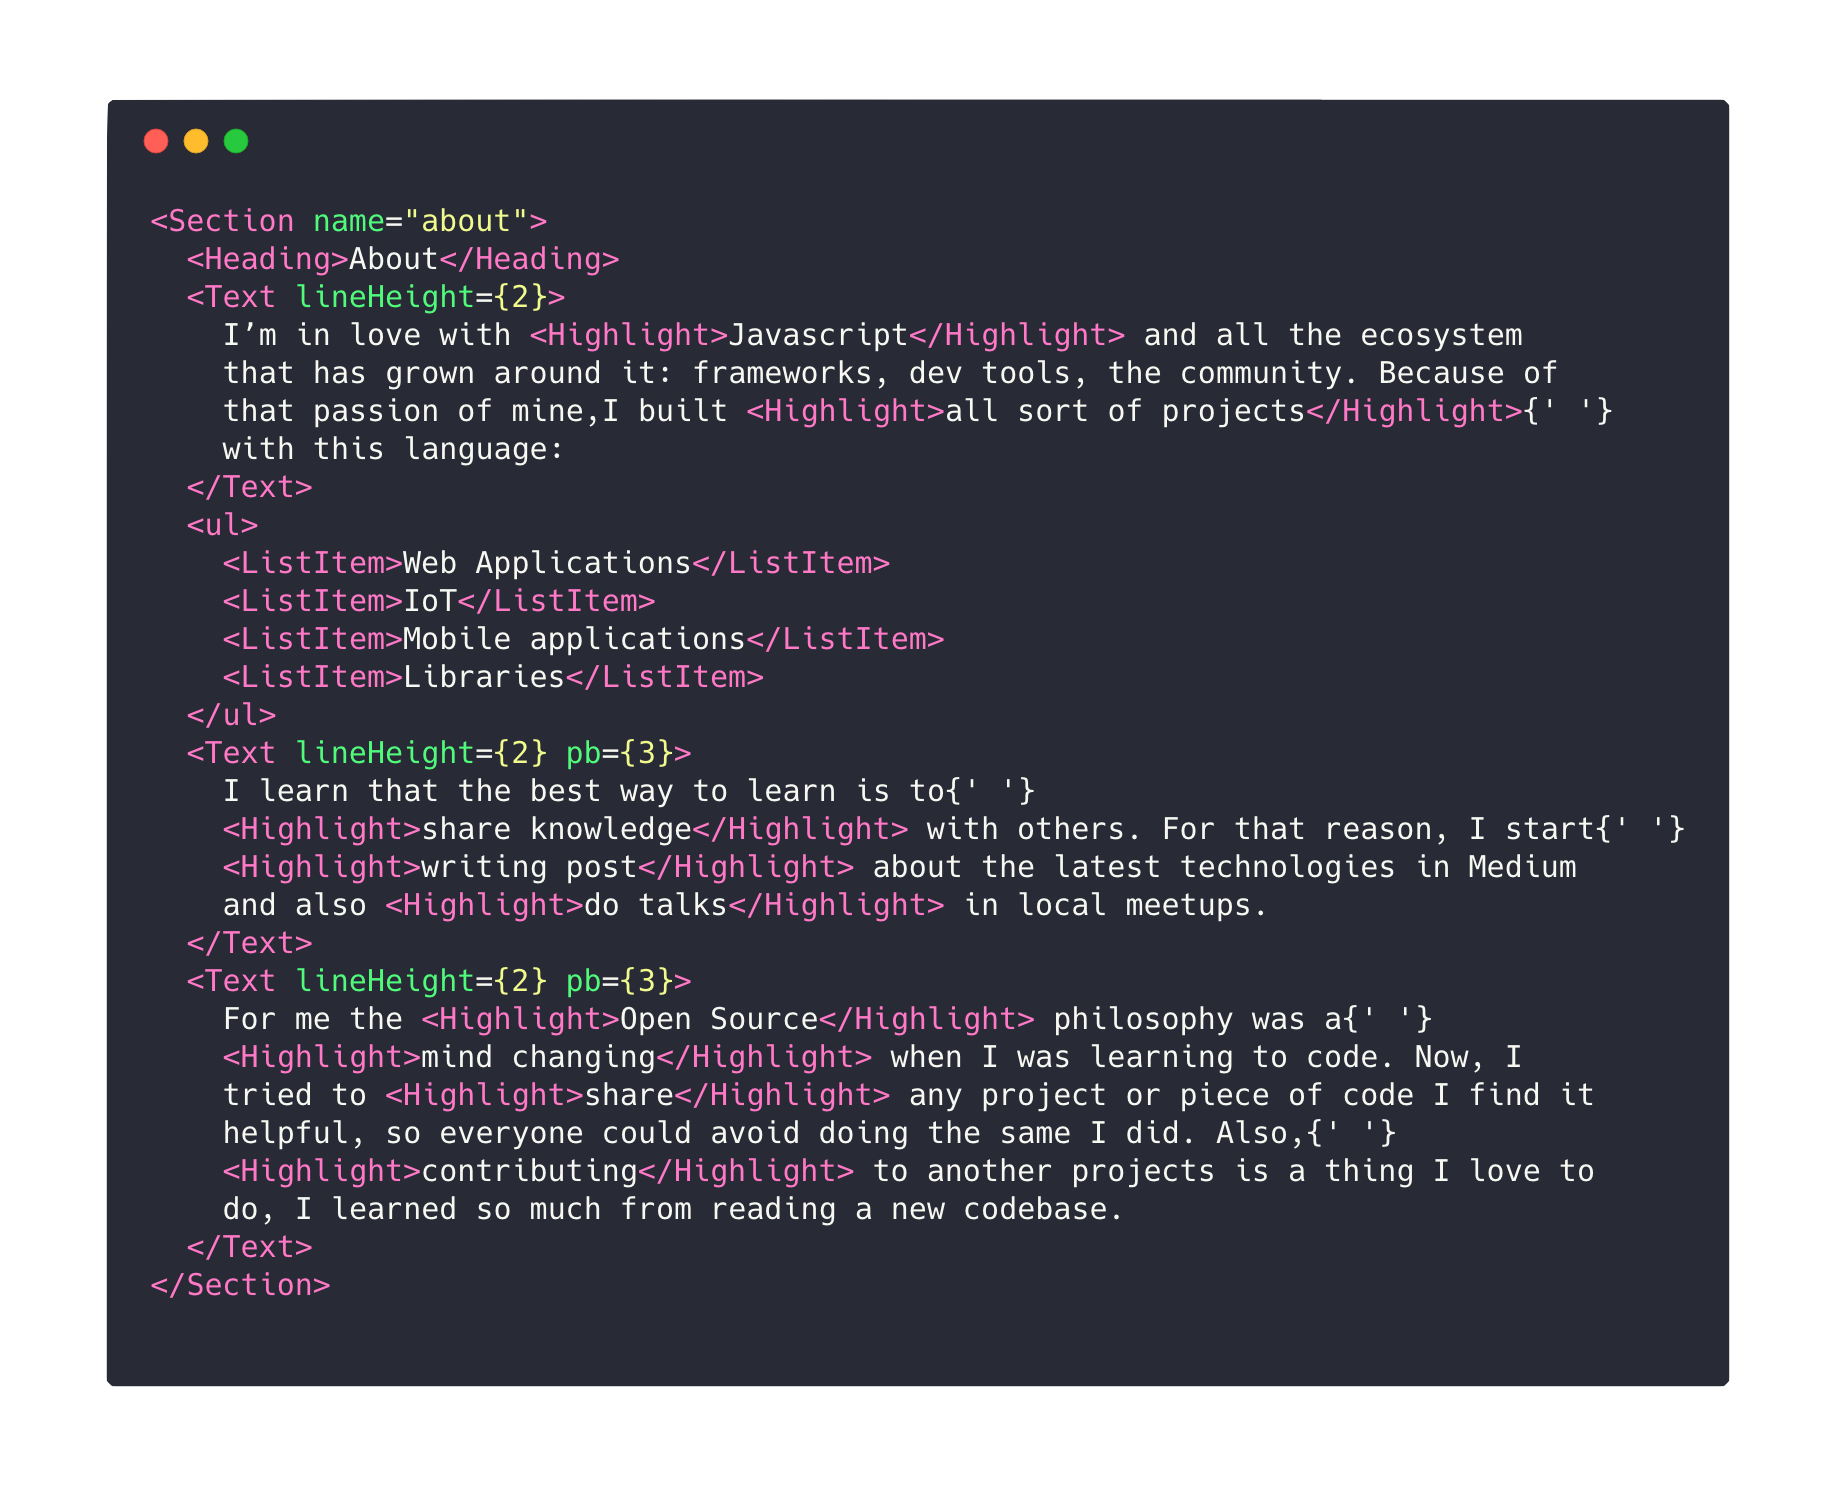 <Section name="about">
  <Heading>About</Heading>
  <Text lineHeight={2}>
    I’m in love with <Highlight>Javascript</Highlight> and all the ecosystem
    that has grown around it: frameworks, dev tools, the community. Because of
    that passion of mine,I built <Highlight>all sort of projects</Highlight>{' '}
    with this language:
  </Text>
  <ul>
    <ListItem>Web Applications</ListItem>
    <ListItem>IoT</ListItem>
    <ListItem>Mobile applications</ListItem>
    <ListItem>Libraries</ListItem>
  </ul>
  <Text lineHeight={2} pb={3}>
    I learn that the best way to learn is to{' '}
    <Highlight>share knowledge</Highlight> with others. For that reason, I start{' '}
    <Highlight>writing post</Highlight> about the latest technologies in Medium
    and also <Highlight>do talks</Highlight> in local meetups.
  </Text>
  <Text lineHeight={2} pb={3}>
    For me the <Highlight>Open Source</Highlight> philosophy was a{' '}
    <Highlight>mind changing</Highlight> when I was learning to code. Now, I
    tried to <Highlight>share</Highlight> any project or piece of code I find it
    helpful, so everyone could avoid doing the same I did. Also,{' '}
    <Highlight>contributing</Highlight> to another projects is a thing I love to
    do, I learned so much from reading a new codebase.
  </Text>
</Section>